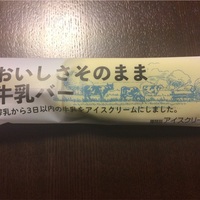 おいしさそのまま
牛乳バー
搾乳から3日以内の牛乳をアイスクリームにしました。
アイスクリ